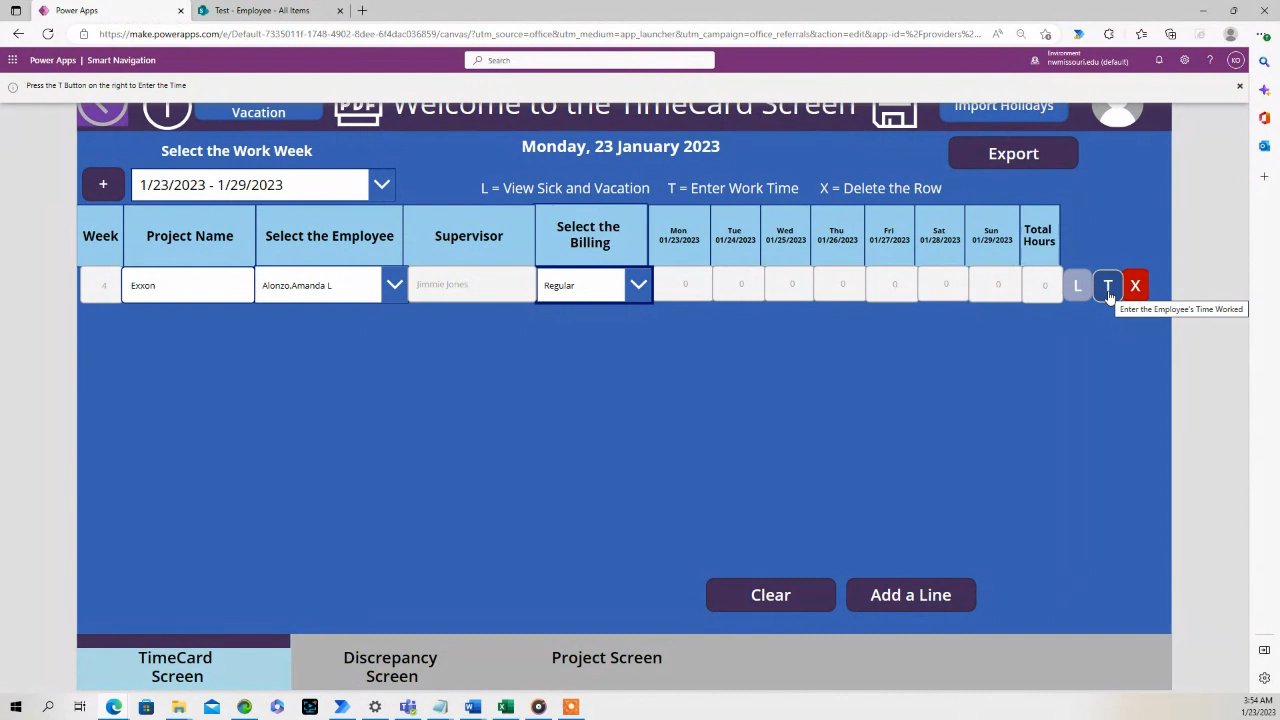 Power Apps
Test - Employee - All Items
https://make.powerapps.com/e/Default-7335011f-1748-4902-8dee-6f4dac036859/canvas/?utm_source=office&utm_medium=app_launcher&utm_campaign=office_referrals&action=edit&app-id=%2Fproviders%2...
Power Apps | Smart Navigation
Search
Environment
nwmissouri.edu (default)
KO
Press the T Button on the right to Enter the Time
Vacation
PDF
Welcome to the TimeCard Screen
Import Holidays
Select the Work Week
Monday, 23 January 2023
Export
+ 1/23/2023 - 1/29/2023
L = View Sick and Vacation T = Enter Work Time X = Delete the Row
Week
Project Name
Select the Employee
Supervisor
Select the
Billing
Mon
01/23/2023
Tue
01/24/2023
Wed
01/25/2023
Thu
01/26/2023
Fri
01/27/2023
Sat
01/28/2023
Sun
01/29/2023
Total
Hours
4 Exxon Alonzo,Amanda L Jimmie Jones Regular 0 0 0 0 0 0 0 0 L T X
Enter the Employee's Time Worked
Clear
Add a Line
TimeCard
Screen
Discrepancy
Screen
Project Screen
3:54 AM
1/23/2023